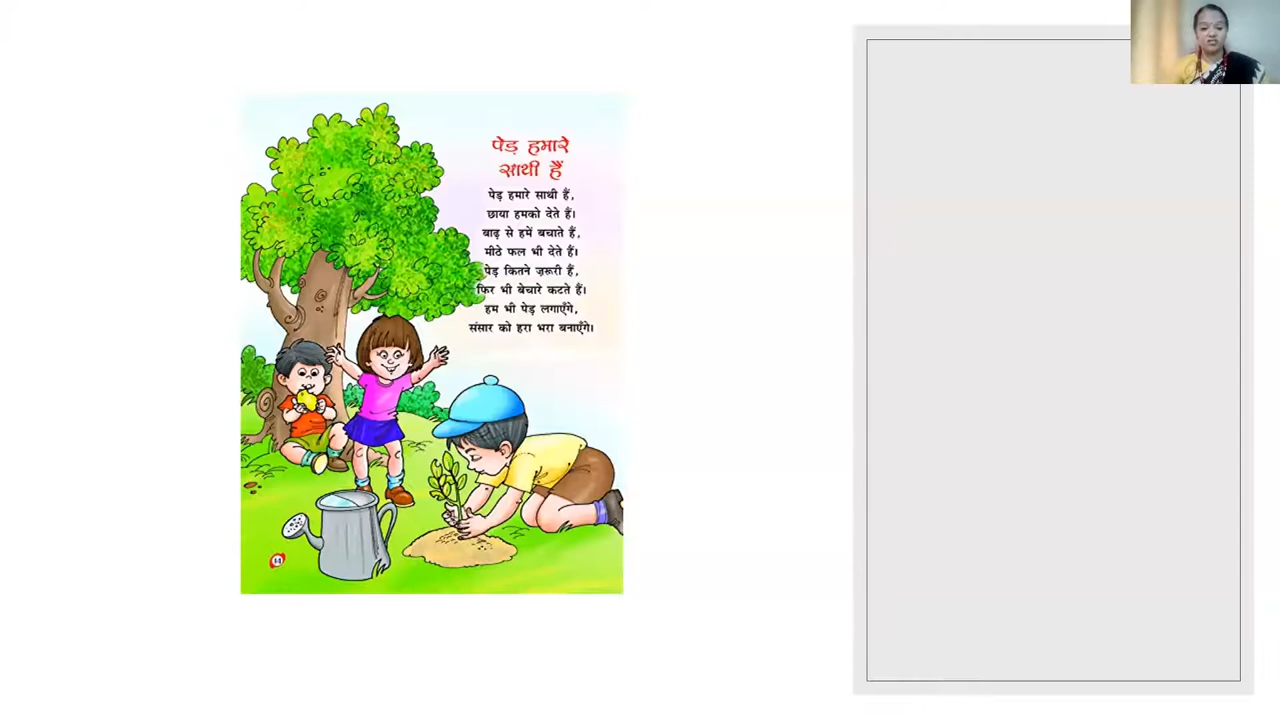 पेड़ हमारे
साथी हैं
पेड़ हमारे साथी हैं,
छाया हमको देते हैं।
बाढ़ से हमें बचाते हैं,
मीठे फल भी देते हैं।
पेड़ कितने ज़रूरी हैं,
फिर भी बेचारे कटते हैं।
हम भी पेड़ लगाएँगे,
संसार को हरा भरा बनाएँगे।